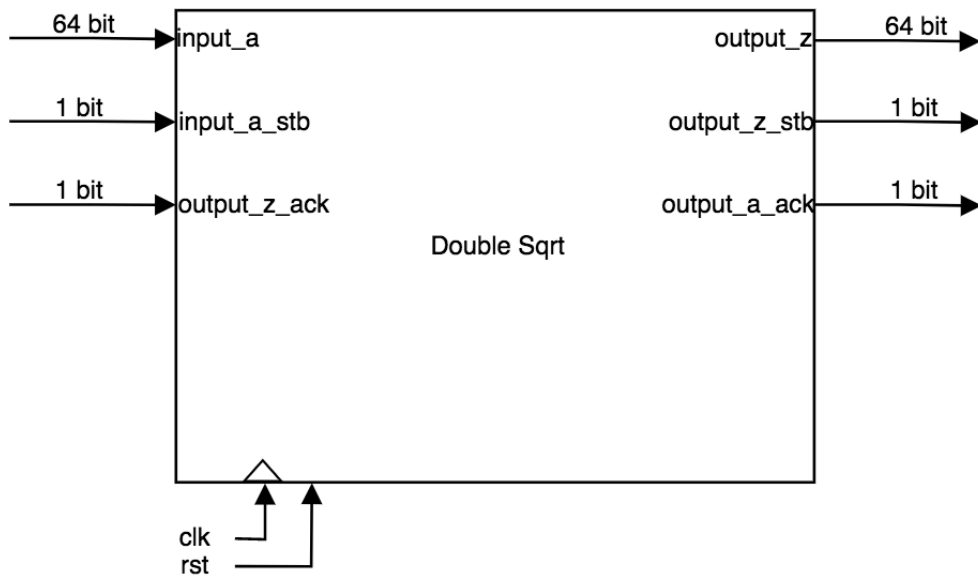 64 bit
input_a
output_z
64 bit
1 bit
input_a_stb
output_z_stb
1 bit
1 bit
output_z_ack
output_a_ack
1 bit
Double Sqrt
clk
rst